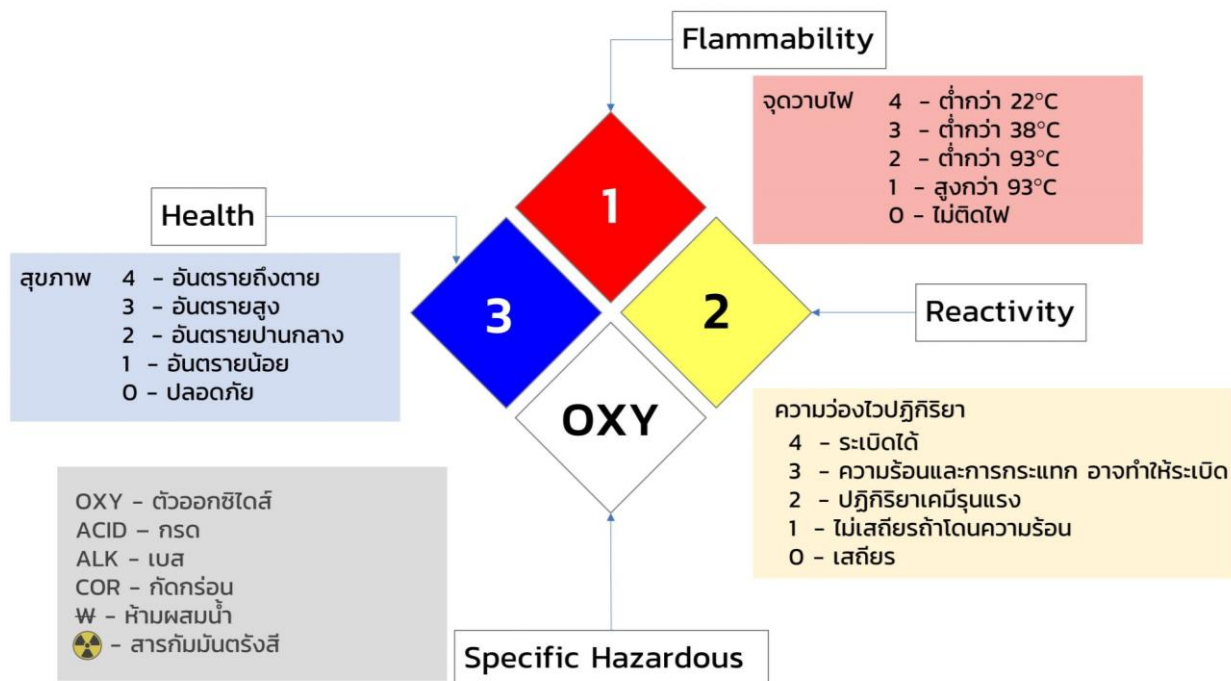 Flammability
จุดวาบไฟ 4 - ต่ำกว่า 22°C
3 - ต่ำกว่า 38°C
2 - ต่ำกว่า 93°C
1 - สูงกว่า 93°C
0 - ไม่ติดไฟ
1
Health
สุขภาพ 4 - อันตรายถึงตาย
3 - อันตรายสูง
2 - อันตรายปานกลาง
1 - อันตรายน้อย
0 - ปลอดภัย
3
2
Reactivity
OXY
ความว่องไวปฏิกิริยา
4 - ระเบิดได้
3 - ความร้อนและการกระแทก อาจทำให้ระเบิด
2 - ปฏิกิริยาเคมีรุนแรง
1 - ไม่เสถียรถ้าโดนความร้อน
0 - เสถียร
OXY – ตัวออกซิไดส์
ACID – กรด
ALK – เบส
COR – กัดกร่อน
W̶ – ห้ามผสมน้ำ
☢ – สารกัมมันตรังสี
Specific Hazardous